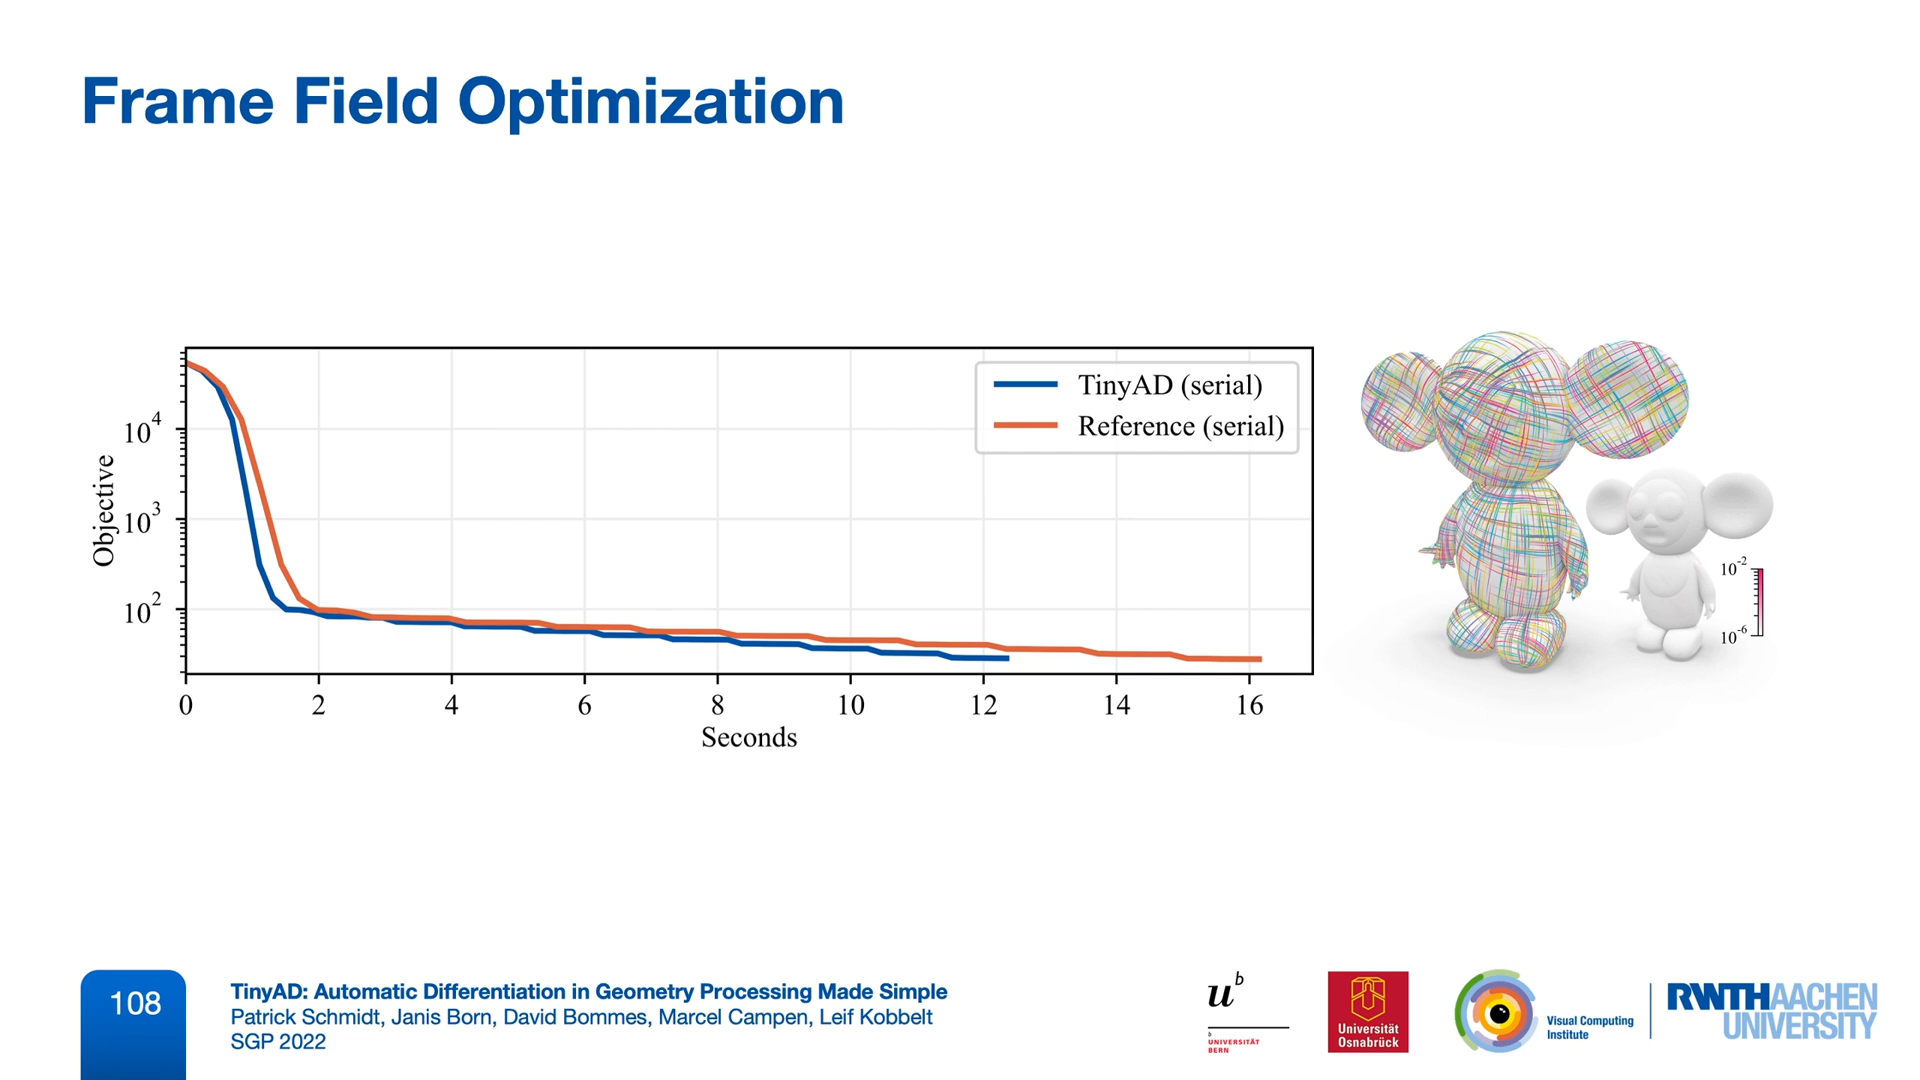 Frame Field Optimization
Objective
10^4
10^3
10^2
TinyAD (serial)
Reference (serial)
0 2 4 6 8 10 12 14 16
Seconds
10^-2
10^-6
108
TinyAD: Automatic Differentiation in Geometry Processing Made Simple
Patrick Schmidt, Janis Born, David Bommes, Marcel Campen, Leif Kobbelt
SGP 2022
u^b
b
UNIVERSITÄT
BERN
Universität
Osnabrück
Visual Computing
Institute
RWTHAACHEN
UNIVERSITY